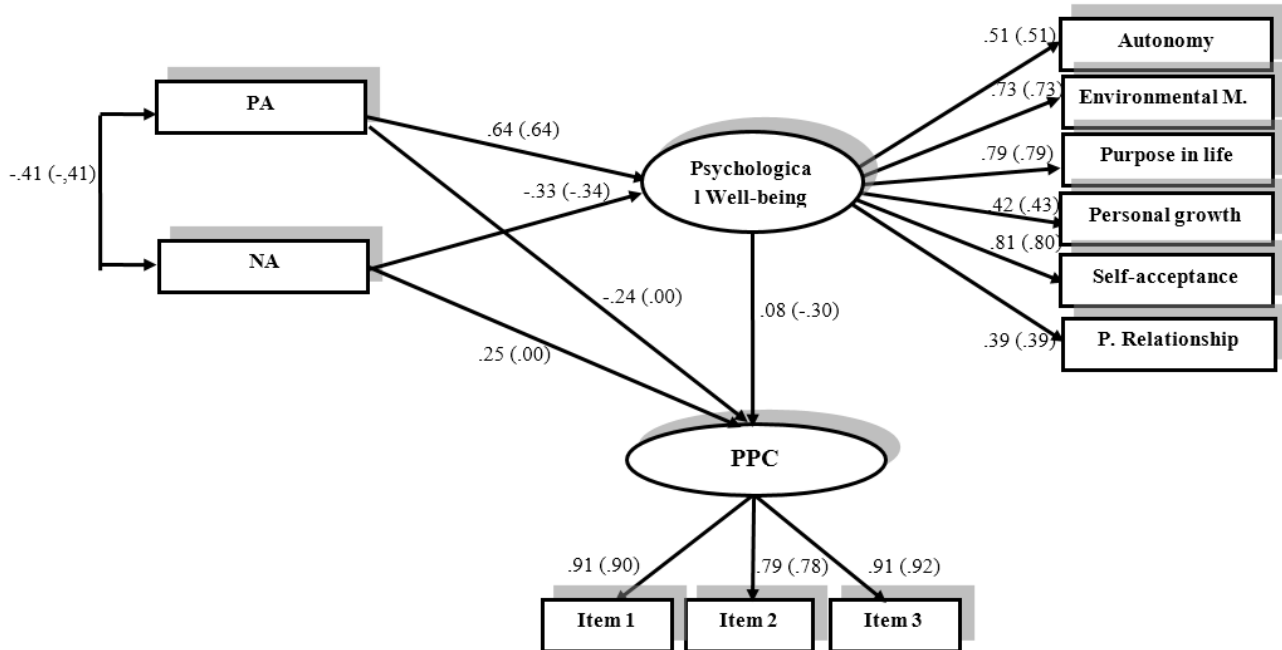 .51 (.51)
Autonomy
.73 (.73)
Environmental M.
PA
.64 (.64)
.79 (.79)
Purpose in life
-.41 (-,41)
Psychologica
l Well-being
-.33 (-.34)
.42 (.43)
Personal growth
.81 (.80)
NA
Self-acceptance
-.24 (.00)
.08 (-.30)
.25 (.00)
.39 (.39)
P. Relationship
PPC
.91 (.90)
.79 (.78)
.91 (.92)
Item 1
Item 2
Item 3